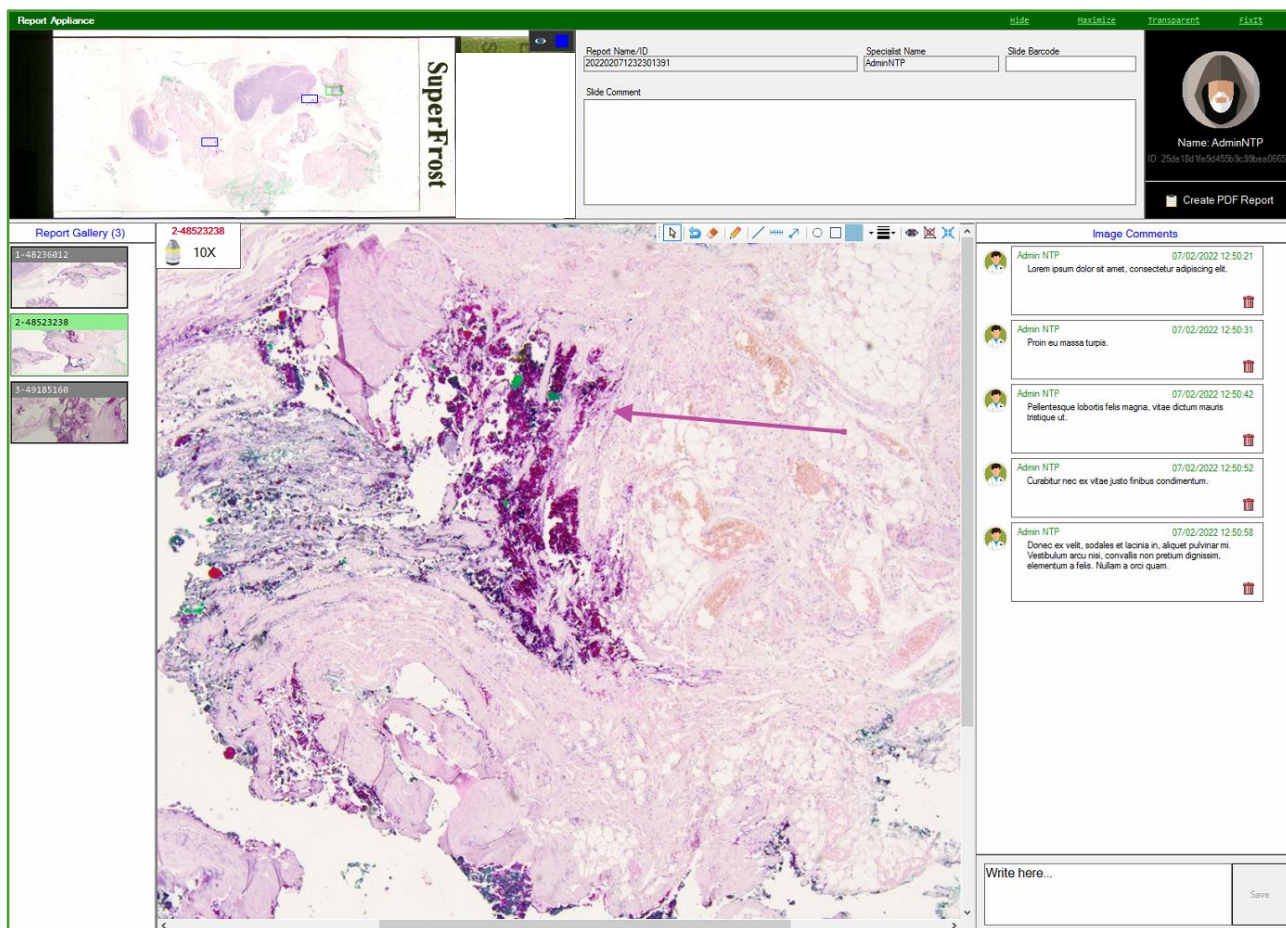 Report Appliance
Hide
Maximize
Transparent
FixIt
SuperFrost
Report Name/ID
202202071232301391
Specialist Name
AdminNTP
Slide Barcode
Slide Comment
Name: AdminNTP
ID: 25de18d1fe9d455b9c99bea0665
Create PDF Report
Report Gallery (3)
1-48236012
2-48523238
3-49185160
2-48523238
10X
Image Comments
Admin NTP 07/02/2022 12:50:21
Lorem ipsum dolor sit amet, consectetur adipiscing elit.
Admin NTP 07/02/2022 12:50:31
Proin eu massa turpis.
Admin NTP 07/02/2022 12:50:42
Pellentesque lobortis felis magna, vitae dictum mauris
tristique ut.
Admin NTP 07/02/2022 12:50:52
Curabitur nec ex vitae justo finibus condimentum.
Admin NTP 07/02/2022 12:50:58
Donec ex velit, sodales et lacinia in, aliquet pulvinar mi.
Vestibulum arcu nisi, convallis non pretium dignissim,
elementum a felis. Nullam a orci quam.
Write here...
Save